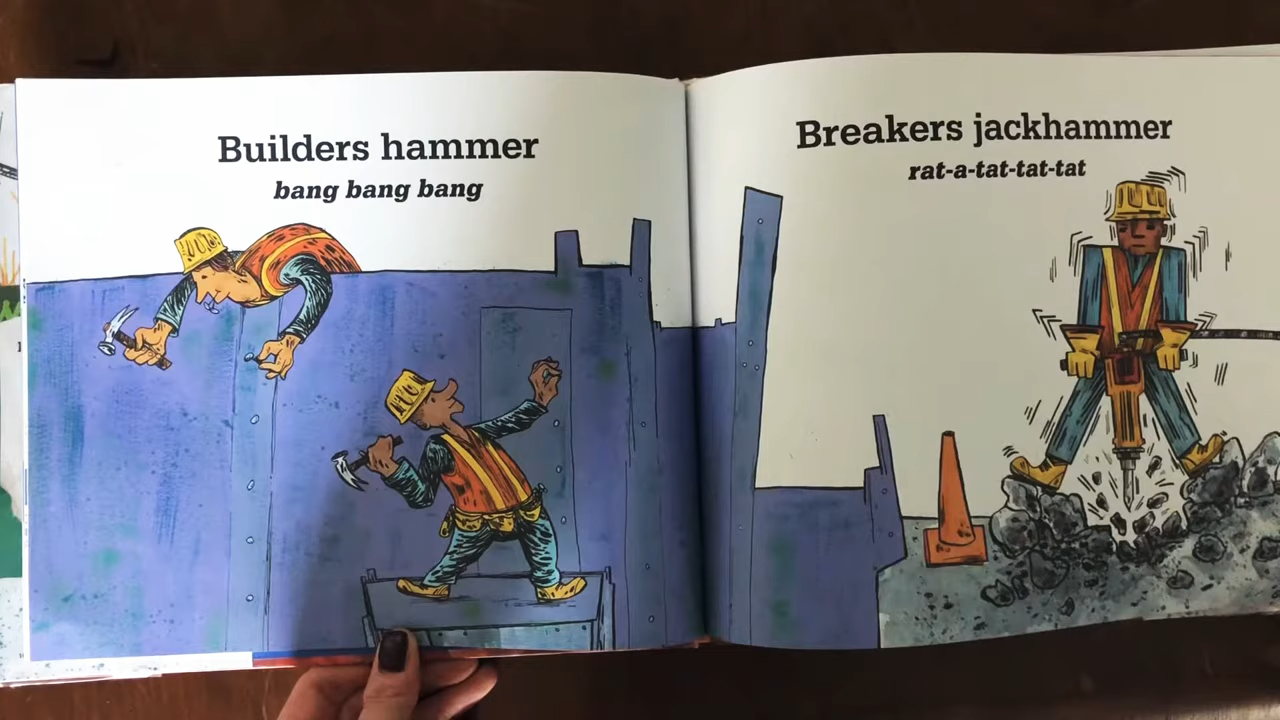 Builders hammer
bang bang bang
Breakers jackhammer
rat-a-tat-tat-tat